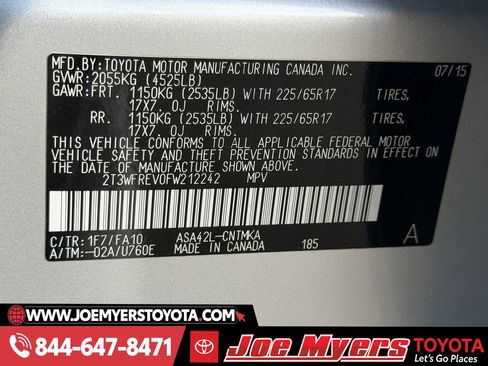 MFD.BY:TOYOTA MOTOR MANUFACTURING CANADA INC. 07/15
GVWR:2055KG (4525LB)
GAWR:FRT. 1150KG (2535LB) WITH 225/65R17 TIRES,
17X7. OJ RIMS.
RR. 1150KG (2535LB) WITH 225/65R17 TIRES,
17X7. OJ RIMS.
THIS VEHICLE CONFORMS TO ALL APPLICABLE FEDERAL MOTOR
VEHICLE SAFETY AND THEFT PREVENTION STANDARDS IN EFFECT ON
THE DATE OF MANUFACTURE SHOWN ABOVE.
2T3WFREV0FW212242 MPV
C/TR:1F7/FA10 ASA42L-CNTMKA
A/TM:-02A/U760E MADE IN CANADA 185 A
WWW.JOEMYERSTOYOTA.COM
844-647-8471
Joe Myers TOYOTA
Let's Go Places